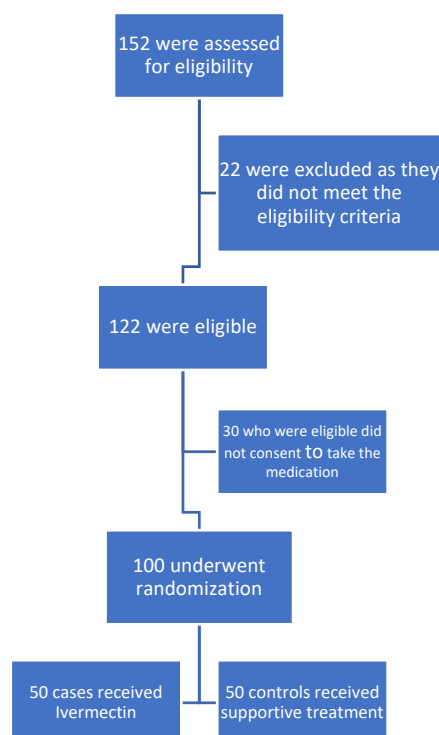 152 were assessed
for eligibility
22 were excluded as they
did not meet the
eligibility criteria
122 were eligible
30 who were eligible did
not consent to take the
medication
100 underwent
randomization
50 cases received
Ivermectin
50 controls received
supportive treatment